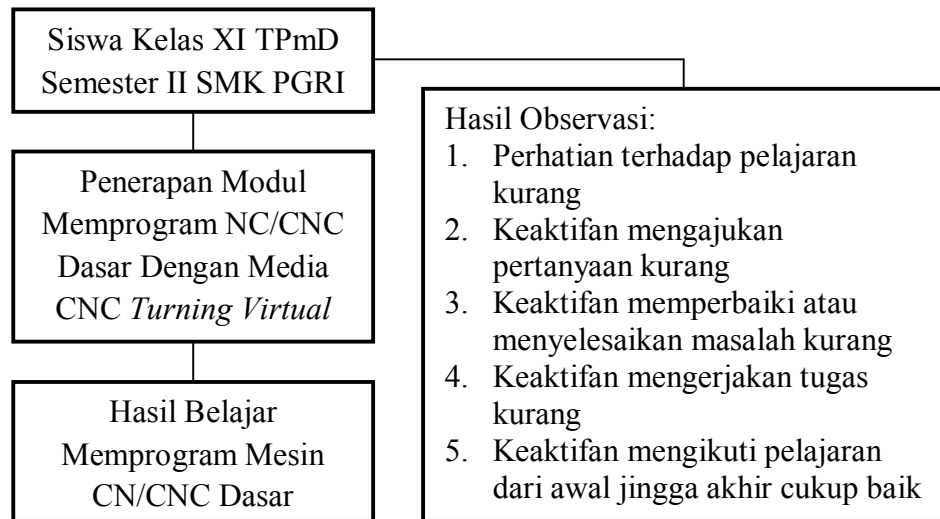 Siswa Kelas XI TPmD
Semester II SMK PGRI
Penerapan Modul
Memprogram NC/CNC
Dasar Dengan Media
CNC Turning Virtual
Hasil Belajar
Memprogram Mesin
CN/CNC Dasar
Hasil Observasi:
1. Perhatian terhadap pelajaran
kurang
2. Keaktifan mengajukan
pertanyaan kurang
3. Keaktifan memperbaiki atau
menyelesaikan masalah kurang
4. Keaktifan mengerjakan tugas
kurang
5. Keaktifan mengikuti pelajaran
dari awal jingga akhir cukup baik